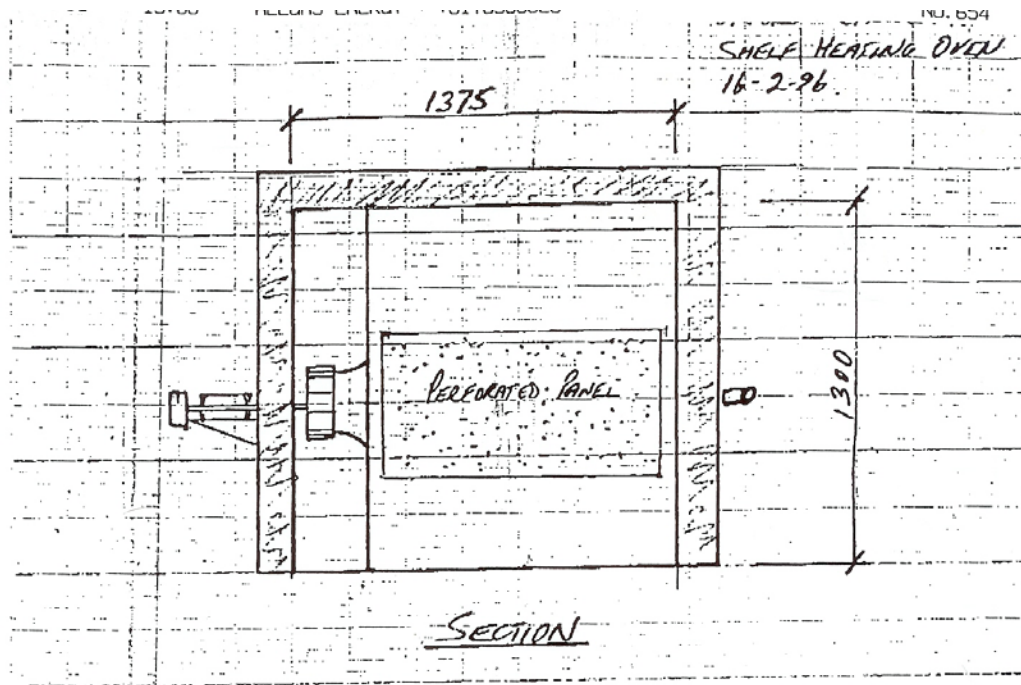 NO. 654
SHELF HEATING OVEN
16-2-96.
1375
PERFORATED PANEL
1300
SECTION